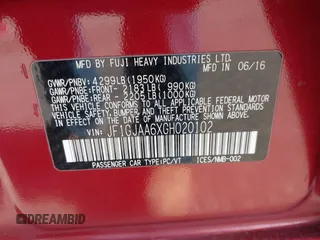 MFD BY FUJI HEAVY INDUSTRIES LTD.
06/16
GVWR/PNBV: 4299LB(1950KG)
GAWR/PNBE: FRONT- 2183LB( 990KG)
GAWR/PNBE: REAR - 2205LB(1000KG)
THIS VEHICLE CONFORMS TO ALL APPLICABLE
FEDERAL MOTOR VEHICLE SAFETY, BUMPER, AND
THEFT PREVENTION STANDARDS IN EFFECT ON THE
DATE OF MANUFACTURE SHOWN ABOVE.
VIN: JF1GJAA6XGH020102
PASSENGER CAR TYPE:PC/VT ICES/NMB-002
DREAMBID